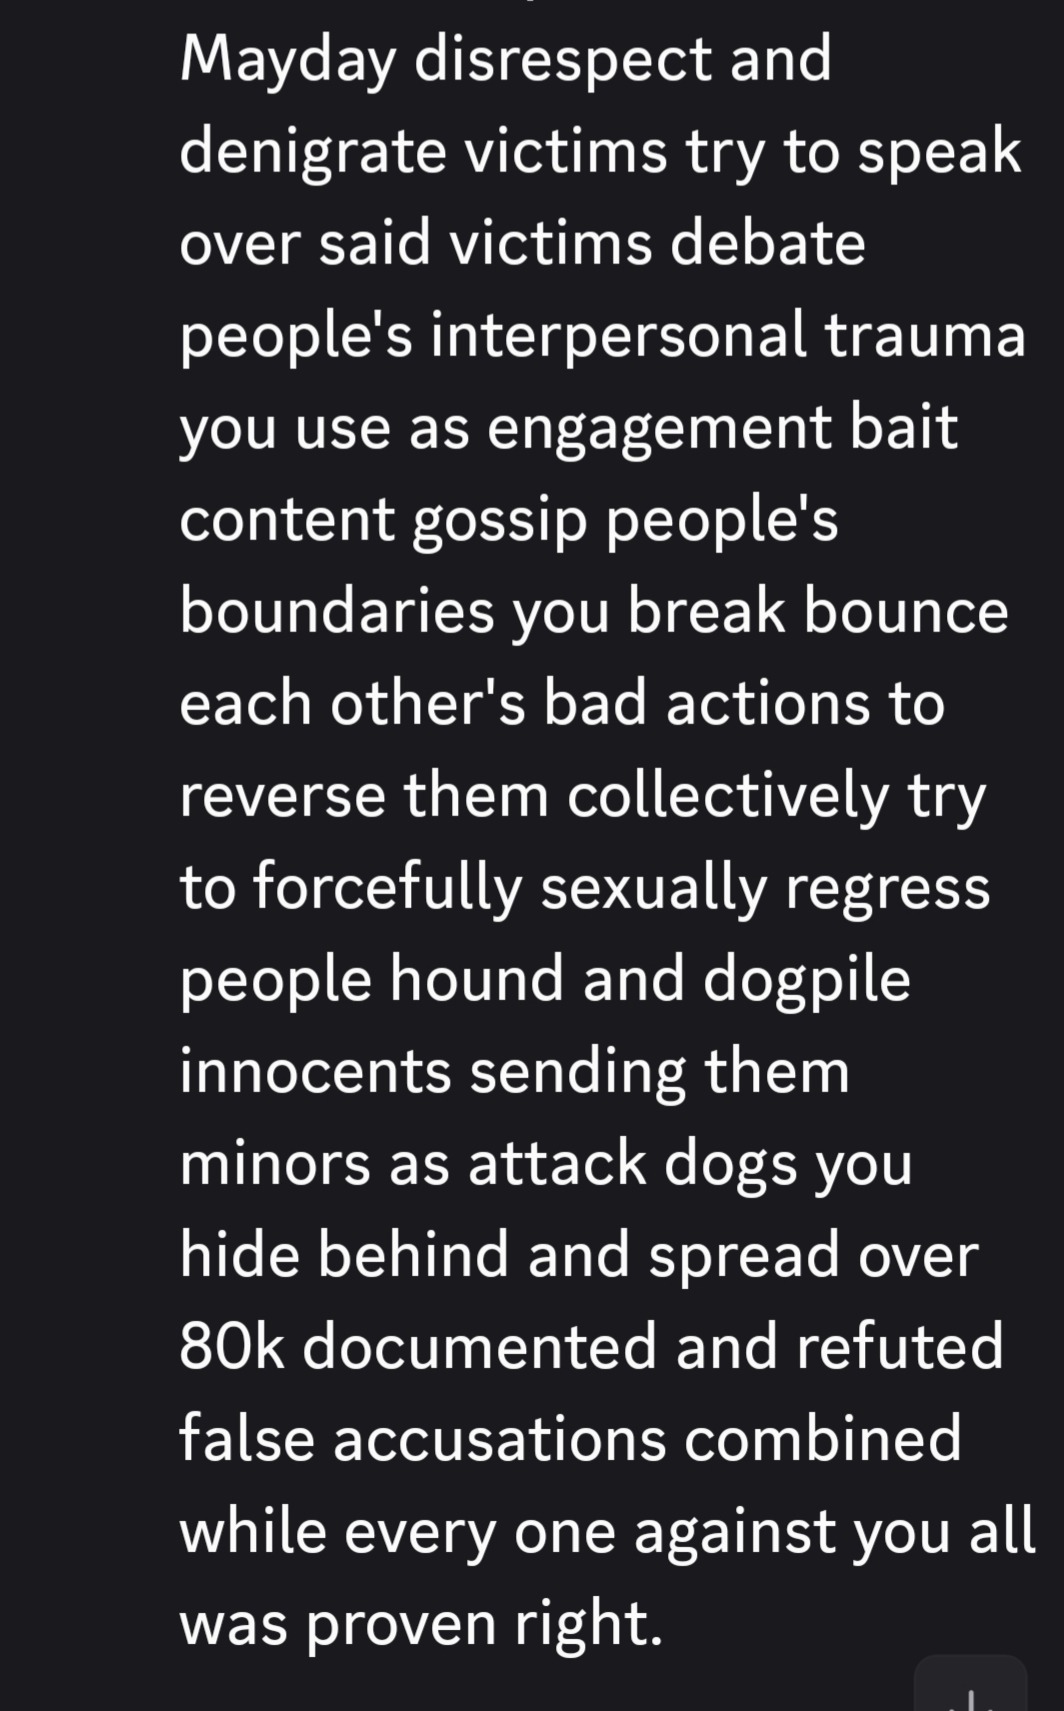 Mayday disrespect and
denigrate victims try to speak
over said victims debate
people's interpersonal trauma
you use as engagement bait
content gossip people's
boundaries you break bounce
each other's bad actions to
reverse them collectively try
to forcefully sexually regress
people hound and dogpile
innocents sending them
minors as attack dogs you
hide behind and spread over
80k documented and refuted
false accusations combined
while every one against you all
was proven right.